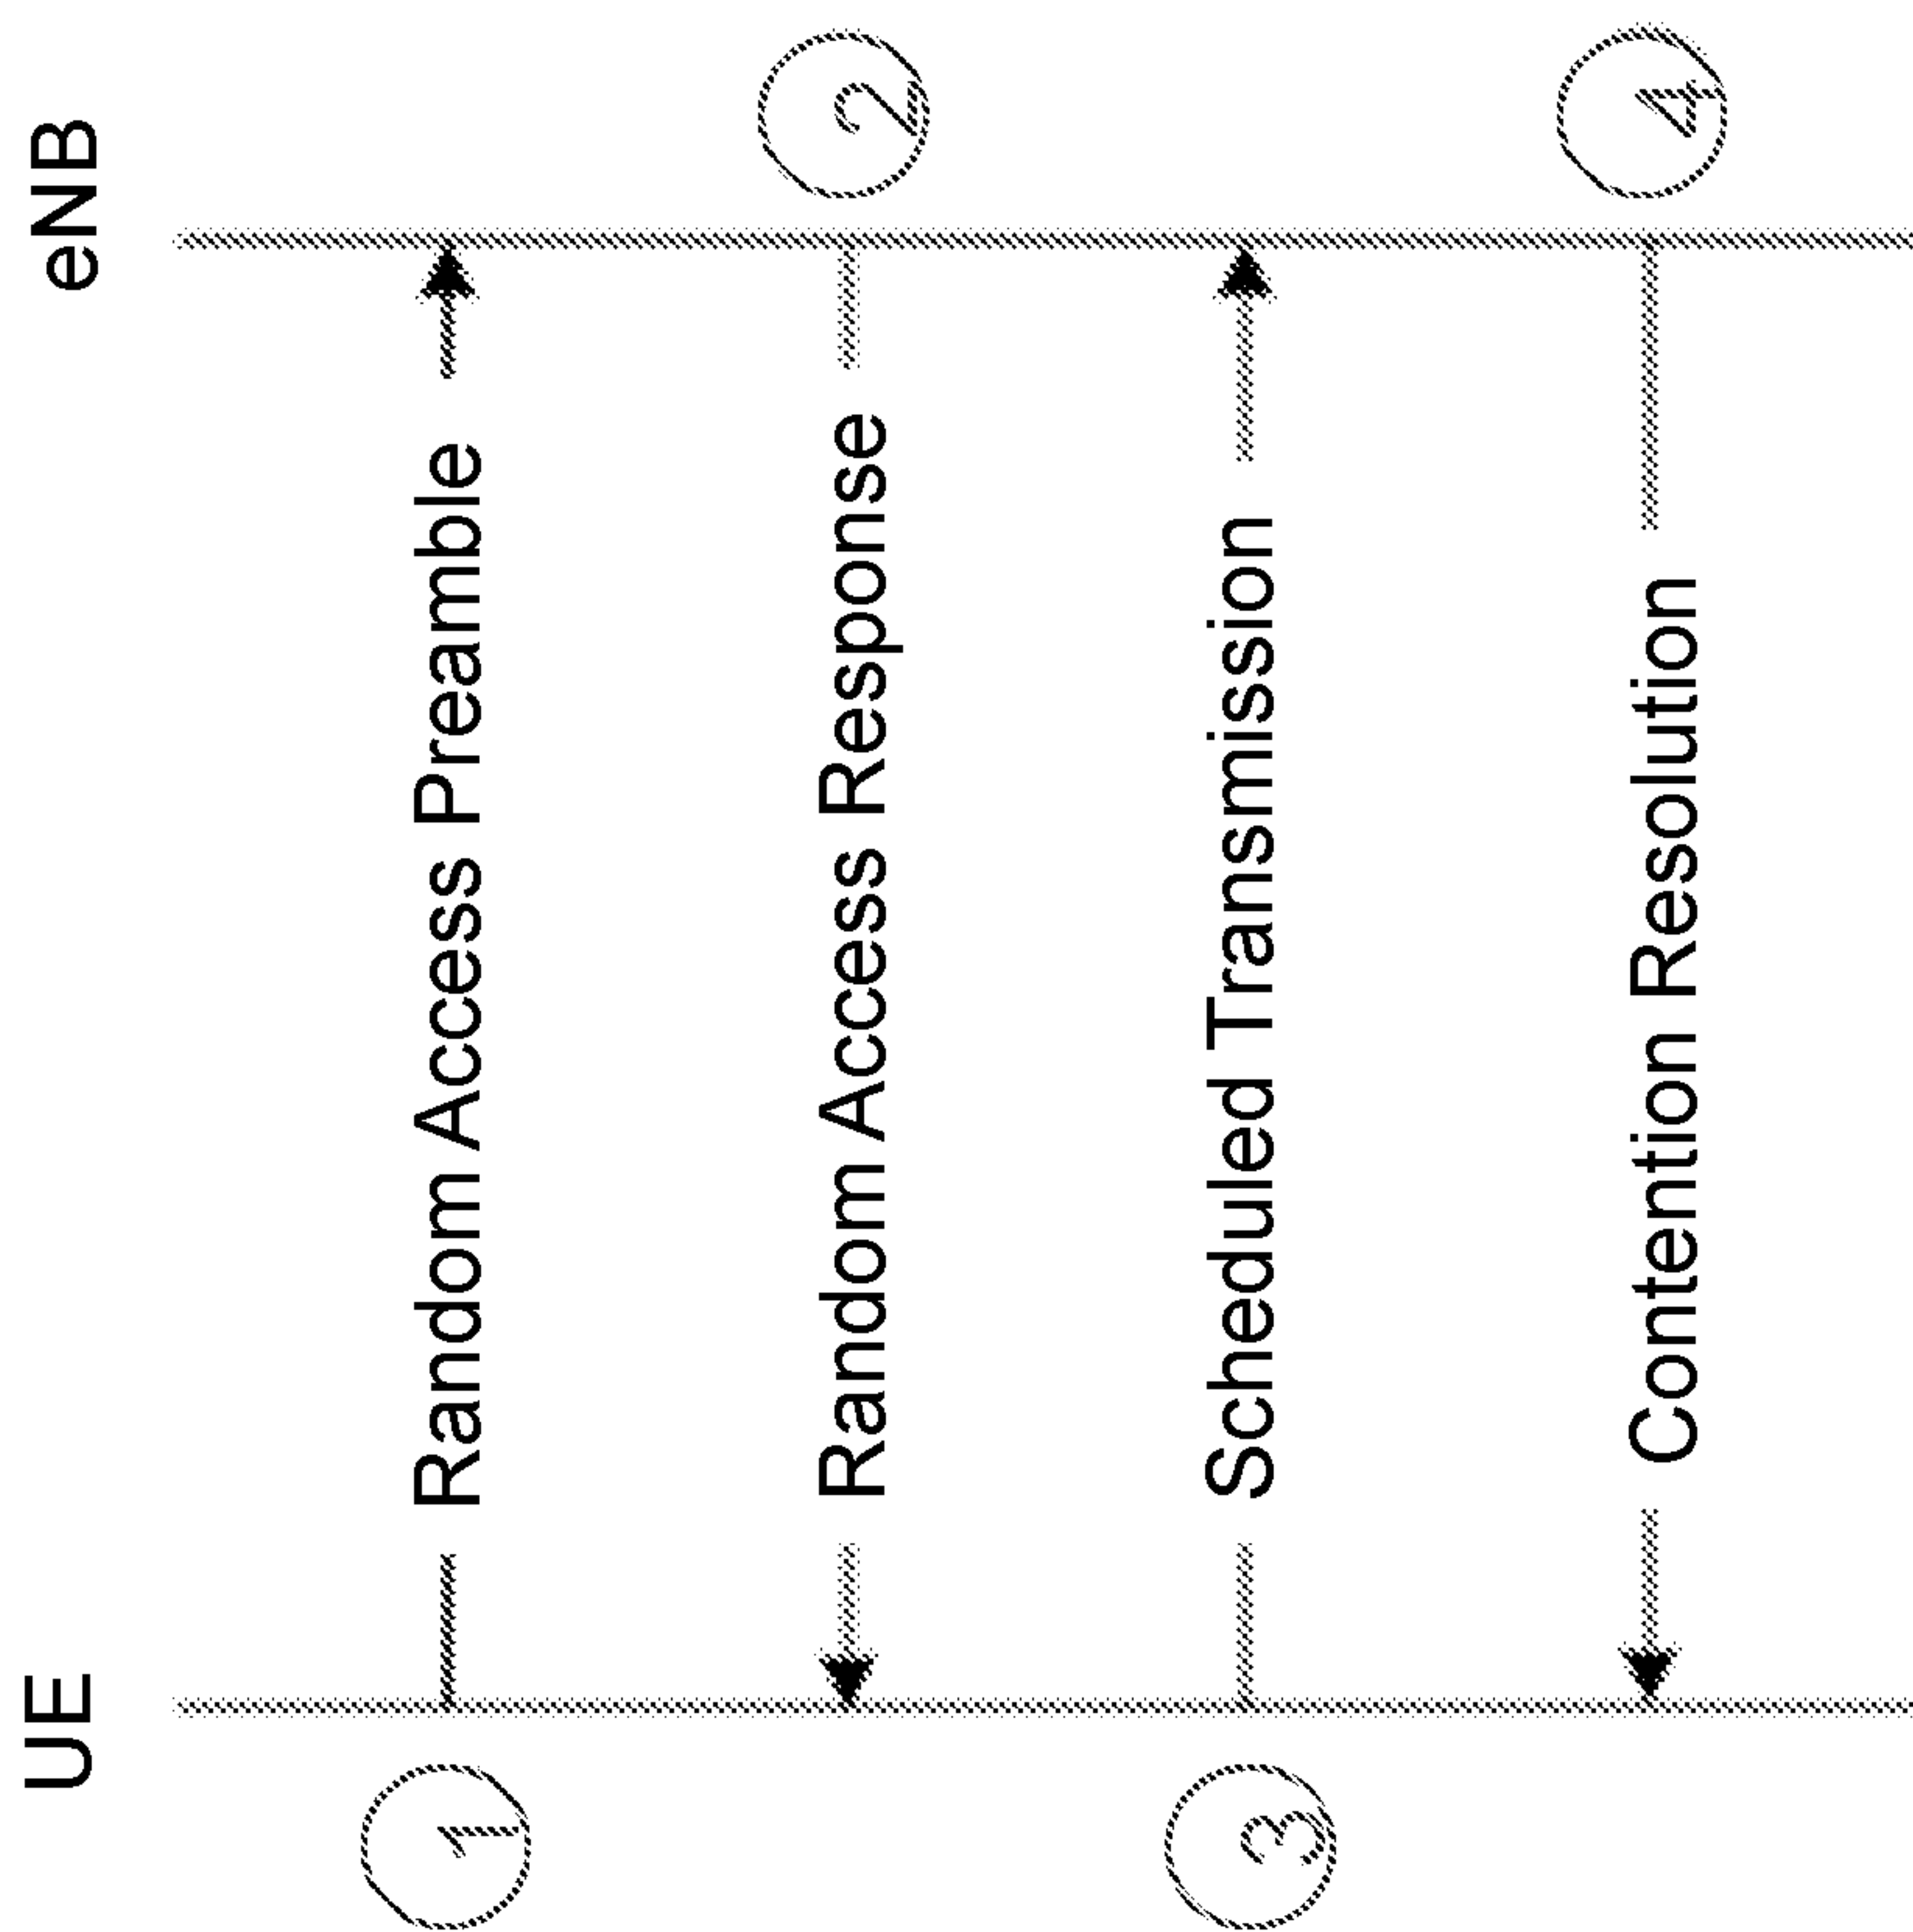 UE
eNB
1
Random Access Preamble
Random Access Response
2
3
Scheduled Transmission
Contention Resolution
4